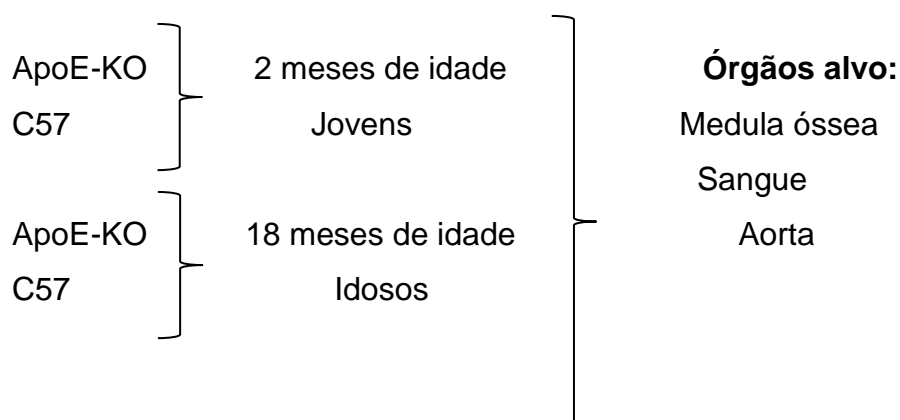 ApoE-KO 2 meses de idade Órgãos alvo:
C57 Jovens Medula óssea
Sangue
ApoE-KO 18 meses de idade Aorta
C57 Idosos